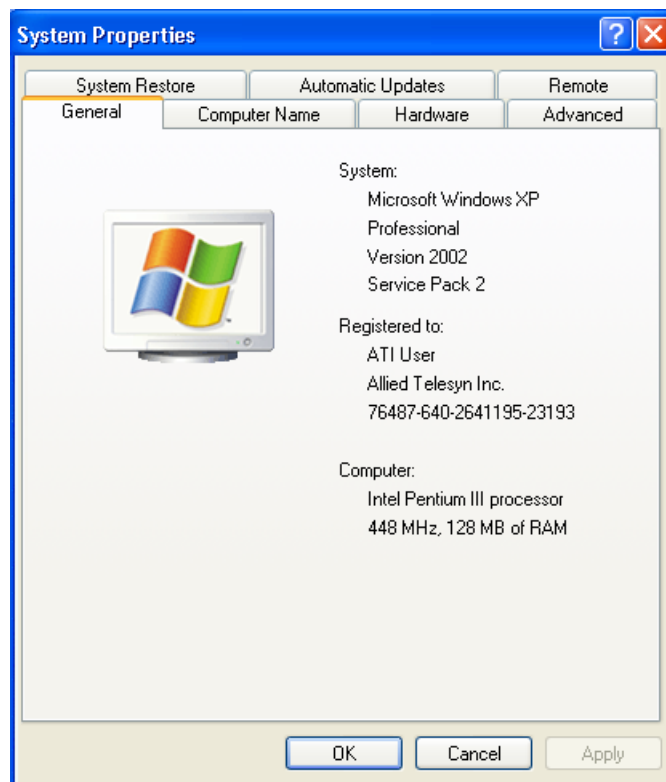 System Properties
System Restore Automatic Updates Remote
General Computer Name Hardware Advanced
System:
Microsoft Windows XP
Professional
Version 2002
Service Pack 2
Registered to:
ATI User
Allied Telesyn Inc.
76487-640-2641195-23193
Computer:
Intel Pentium III processor
448 MHz, 128 MB of RAM
OK Cancel Apply